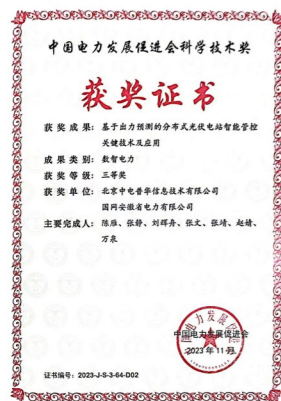 中国电力发展促进会科学技术奖
获奖证书
获奖成果：基于出力预测的分布式光伏电站智能管控
关键技术及应用
成果类别：数智电力
获奖等级：三等奖
获奖单位：北京中电普华信息技术有限公司
国网安徽省电力有限公司
主要完成人：陈雁、张静、刘辉舟、张文、张靖、赵婧、
万泉
中国电力发展促进会
2023年11月
证书编号：2023-J-S-3-64-D02